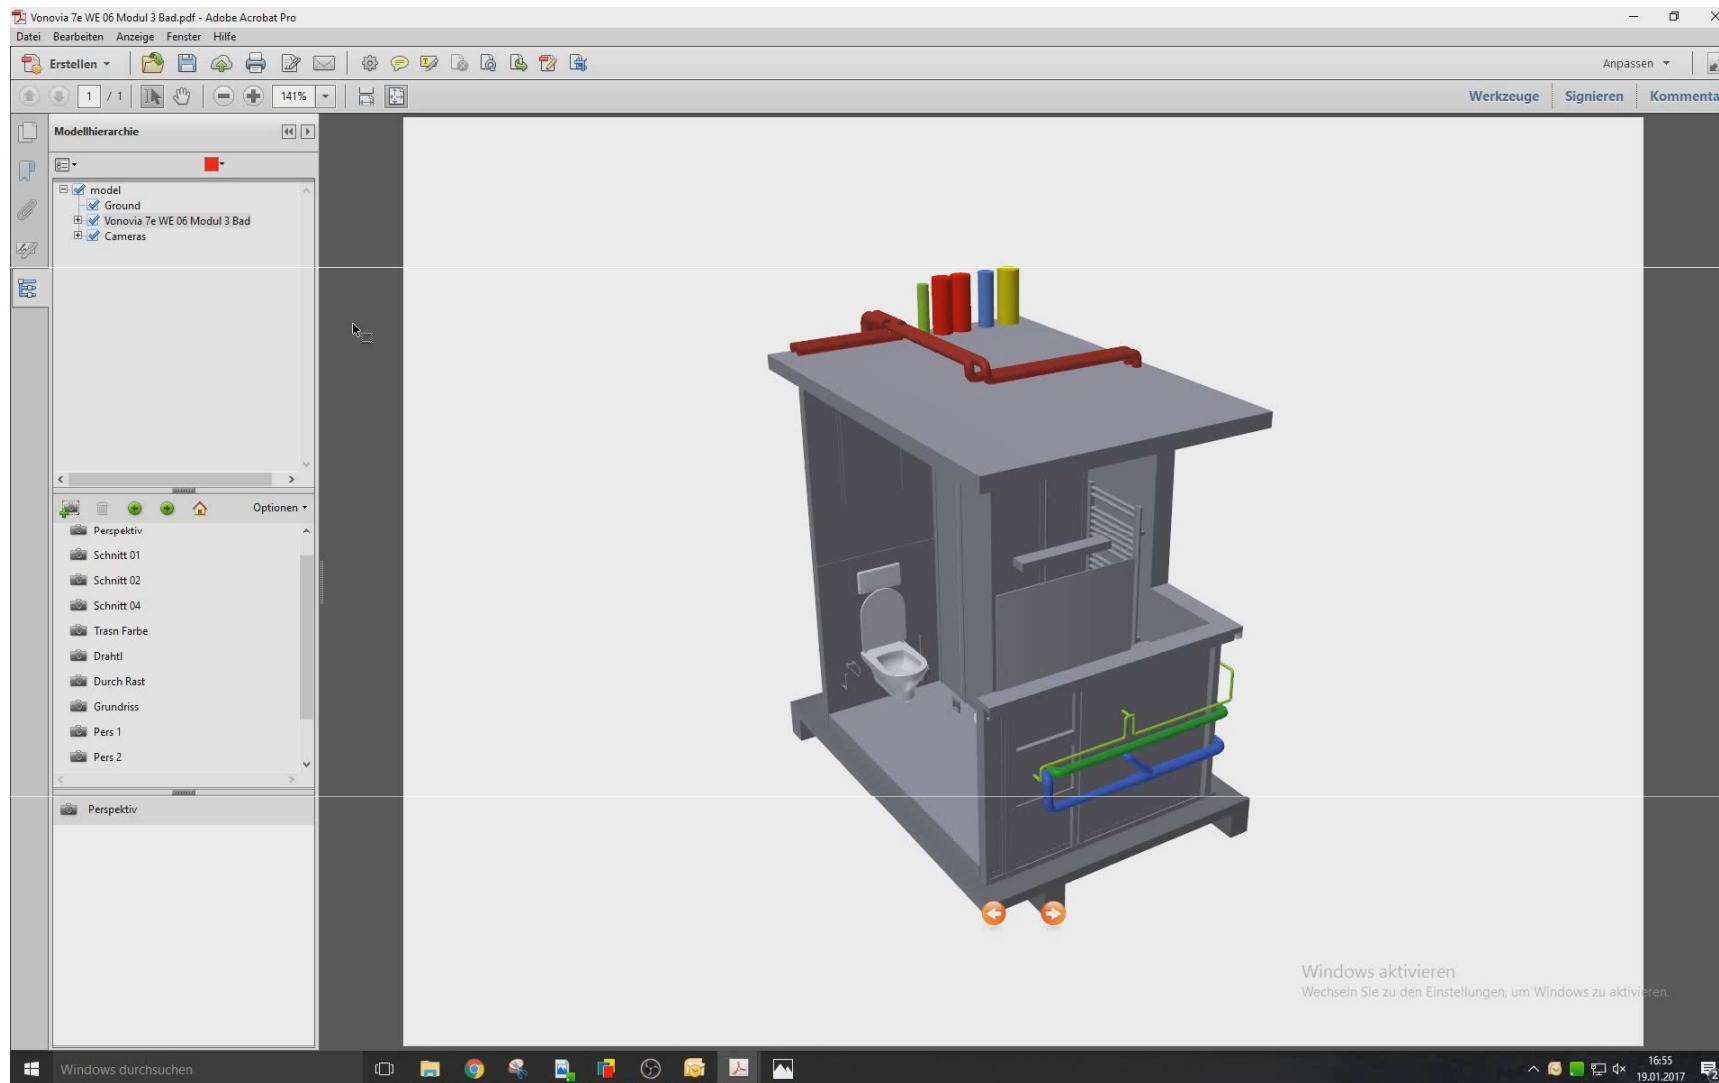 Vonovia 7e WE 06 Modul 3 Bad.pdf - Adobe Acrobat Pro
Datei Bearbeiten Anzeige Fenster Hilfe
Erstellen
Anpassen
1 / 1
141%
Werkzeuge
Signieren
Kommenta
Modellhierarchie
model
Ground
Vonovia 7e WE 06 Modul 3 Bad
Cameras
Optionen
Perspektiv
Schnitt 01
Schnitt 02
Schnitt 04
Trasn Farbe
Drahtl
Durch Rast
Grundriss
Pers 1
Pers 2
Perspektiv
Windows aktivieren
Wechseln Sie zu den Einstellungen, um Windows zu aktivieren.
Windows durchsuchen
16:55
19.01.2017
2